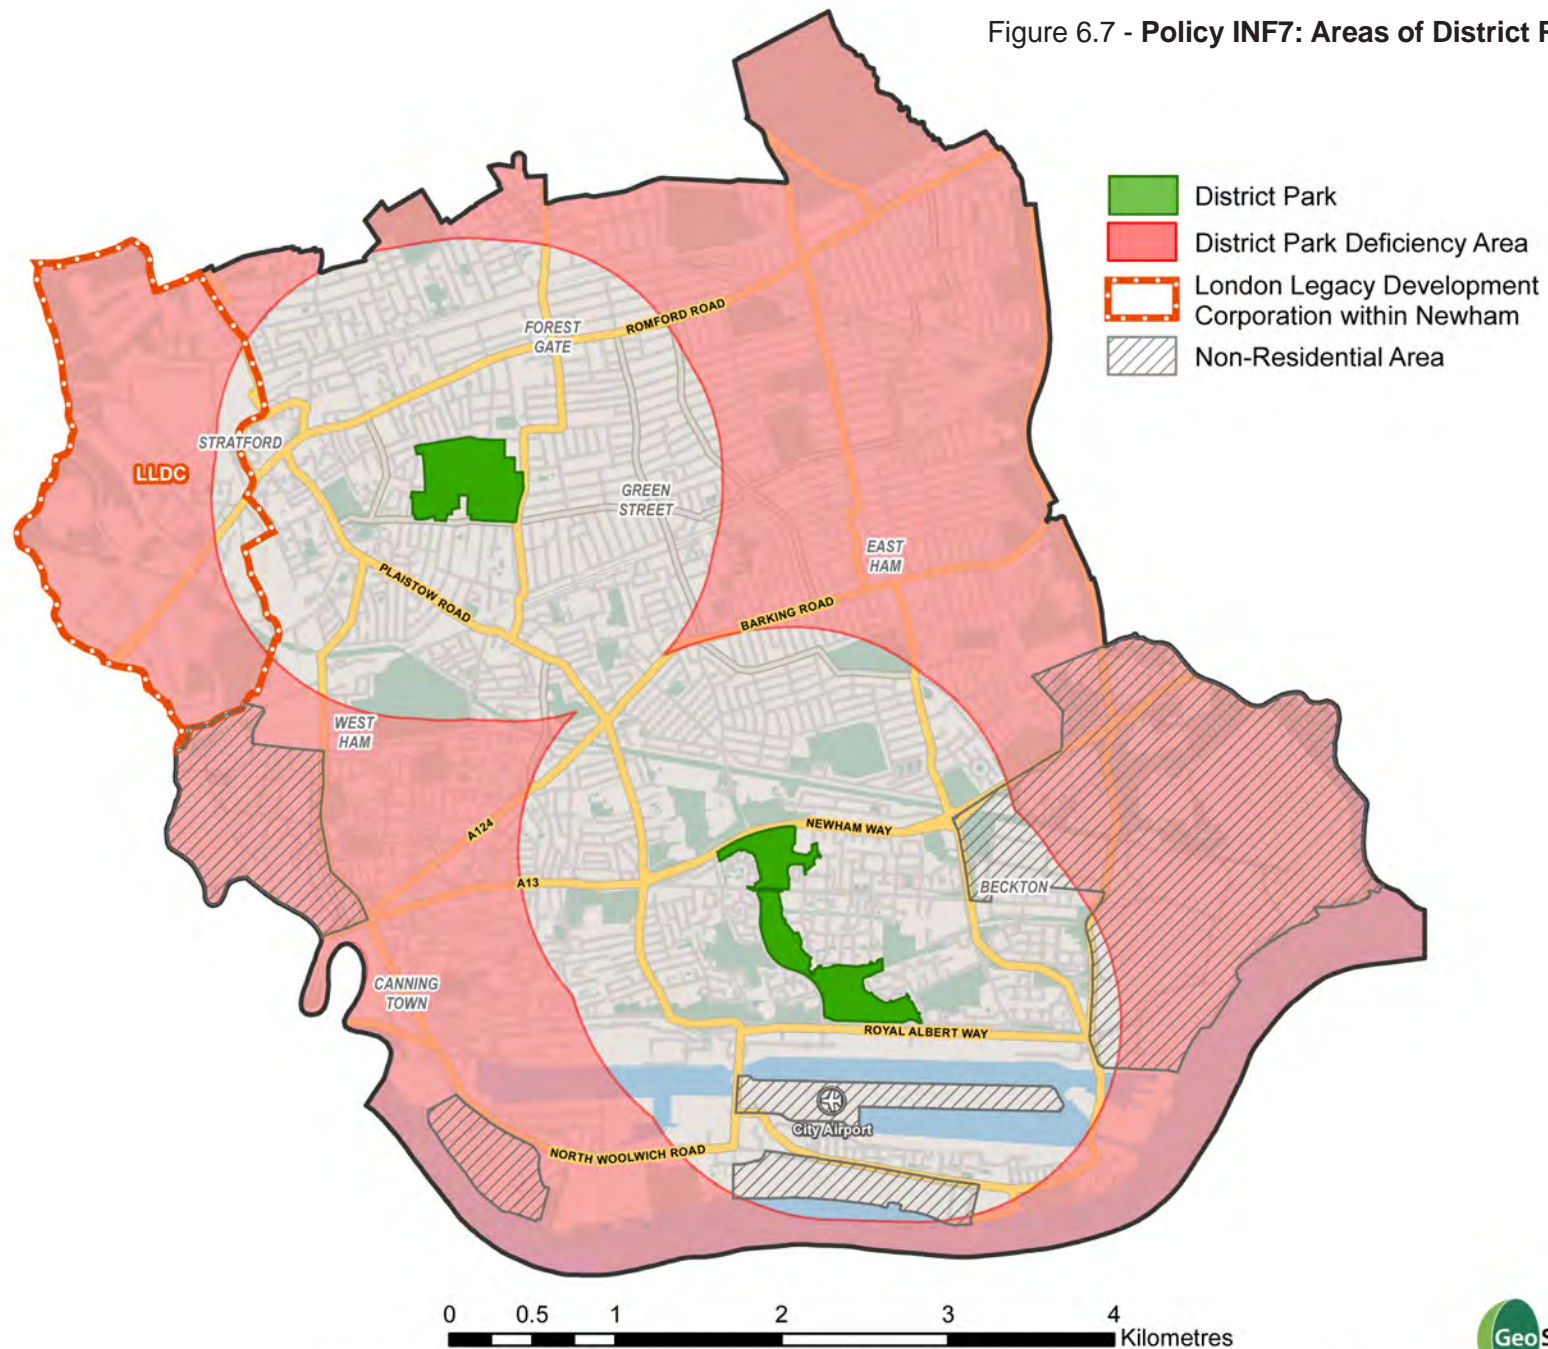 Figure 6.7 - Policy INF7: Areas of District
District Park
District Park Deficiency Area
London Legacy Development
Corporation within Newham
Non-Residential Area
FOREST
GATE
ROMFORD ROAD
STRATFORD
LLDC
GREEN
STREET
EAST
HAM
PLAISTOW ROAD
BARKING ROAD
WEST
HAM
A124
NEWHAM WAY
A13
BECKTON
CANNING
TOWN
ROYAL ALBERT WAY
City Airport
NORTH WOOLWICH ROAD
0 0.5 1 2 3 4
Kilometres
Geo